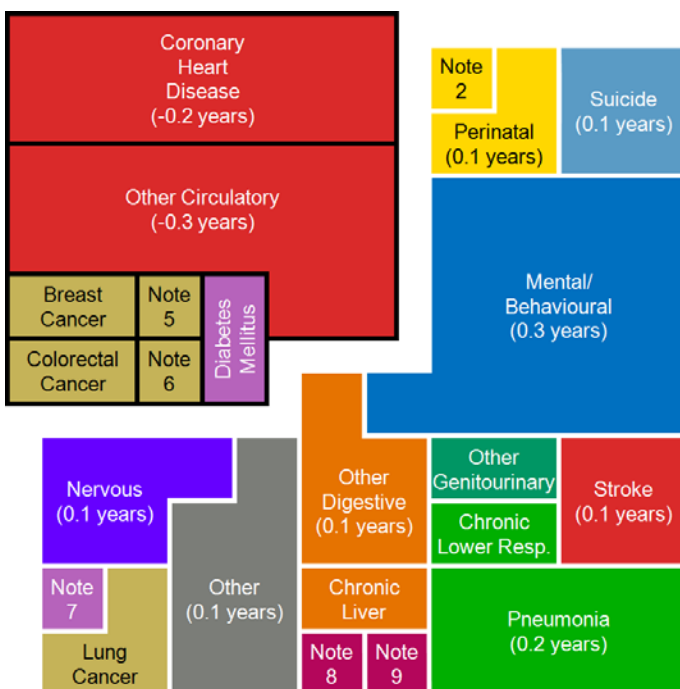 Coronary
Heart
Disease
(-0.2 years)
Note
2
Perinatal
(0.1 years)
Suicide
(0.1 years)
Other Circulatory
(-0.3 years)
Mental/
Behavioural
(0.3 years)
Breast
Cancer
Note
5
Diabetes
Mellitus
Colorectal
Cancer
Note
6
Nervous
(0.1 years)
Other
Digestive
(0.1 years)
Other
Genitourinary
Stroke
(0.1 years)
Chronic
Lower Resp.
Note
7
Other
(0.1 years)
Chronic
Liver
Pneumonia
(0.2 years)
Lung
Cancer
Note
8
Note
9